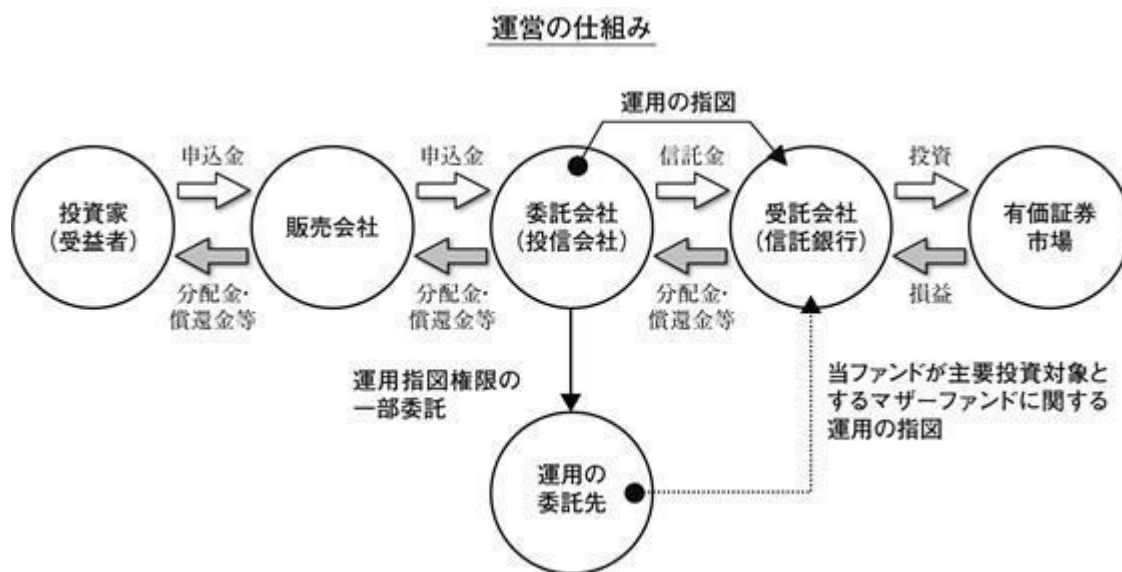 運営の仕組み
運用の指図
申込金
申込金
信託金
投資
投資家
(受益者)
販売会社
委託会社
(投信会社)
受託会社
(信託銀行)
有価証券
市場
分配金・
償還金等
分配金・
償還金等
分配金・
償還金等
損益
運用指図権限の
一部委託
当ファンドが主要投資対象と
するマザーファンドに関する
運用の指図
運用の
委託先